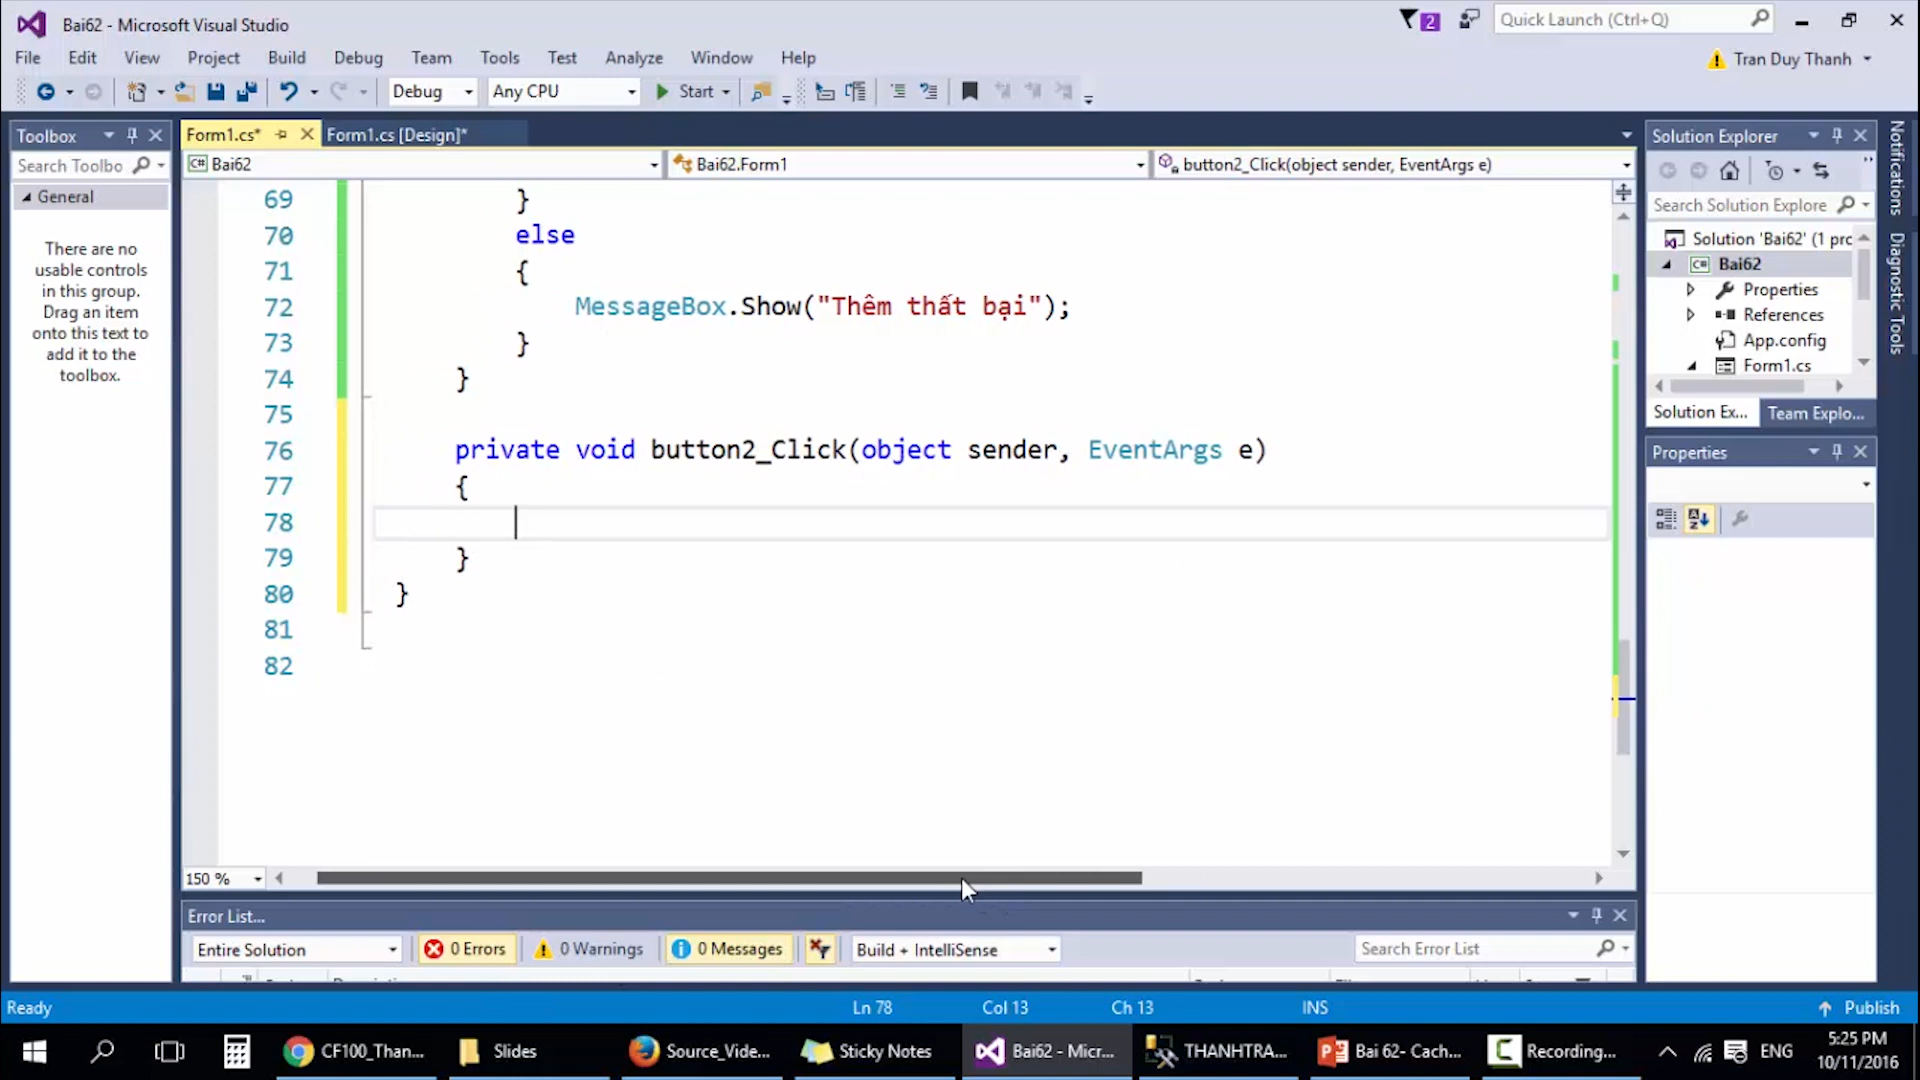 Bai62 - Microsoft Visual Studio
2
Quick Launch (Ctrl+Q)
File Edit View Project Build Debug Team Tools Test Analyze Window Help
Tran Duy Thanh
Debug Any CPU Start
Toolbox
Form1.cs* Form1.cs [Design]*
Solution Explorer
Notifications
Search Toolbo
C# Bai62 Bai62.Form1 button2_Click(object sender, EventArgs e)
General
There are no
usable controls
in this group.
Drag an item
onto this text to
add it to the
toolbox.
69 }
70 else
71 {
72 MessageBox.Show("Thêm thất bại");
73 }
74 }
75
76 private void button2_Click(object sender, EventArgs e)
77 {
78
79 }
80 }
81
82
Search Solution Explore
Solution 'Bai62' (1 prc
C# Bai62
Properties
References
App.config
Form1.cs
Solution Ex... Team Explo...
Diagnostic Tools
Properties
150 %
Error List...
Entire Solution 0 Errors 0 Warnings 0 Messages Build + IntelliSense Search Error List
Ready Ln 78 Col 13 Ch 13 INS Publish
CF100_Than... Slides Source_Vide... Sticky Notes Bai62 - Micr... THANHTRA... Bai 62- Cach... Recording... ENG
5:25 PM
10/11/2016